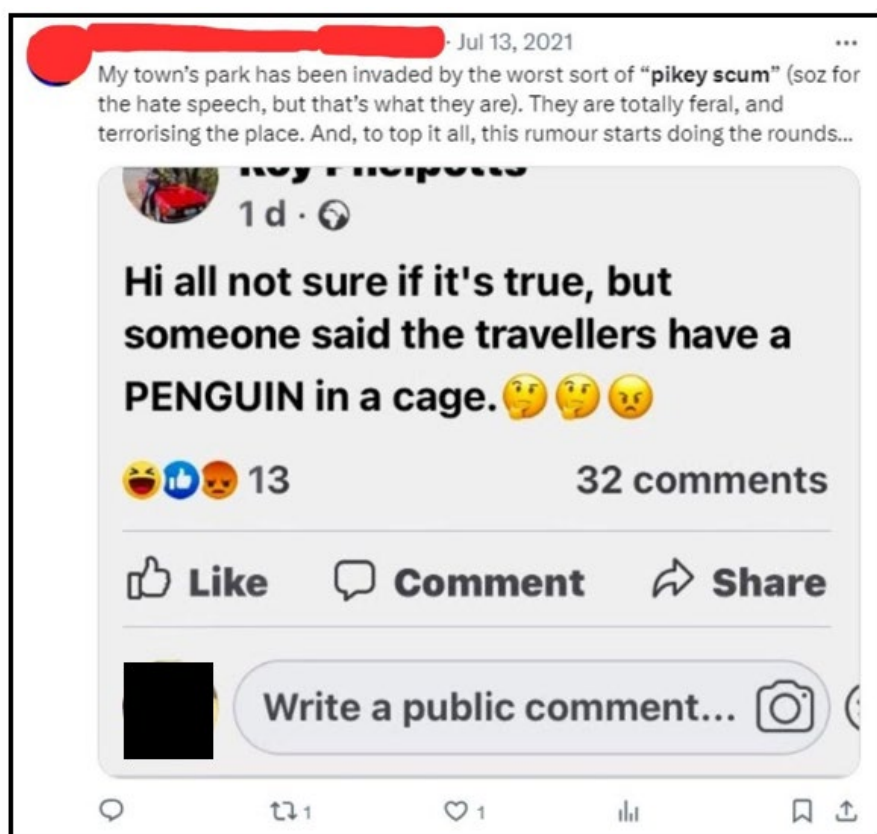 · Jul 13, 2021
My town's park has been invaded by the worst sort of “pikey scum” (soz for
the hate speech, but that's what they are). They are totally feral, and
terrorising the place. And, to top it all, this rumour starts doing the rounds...
1 d ·
Hi all not sure if it's true, but
someone said the travellers have a
PENGUIN in a cage.🤔🤔😠
13 32 comments
Like Comment Share
Write a public comment...
1 1